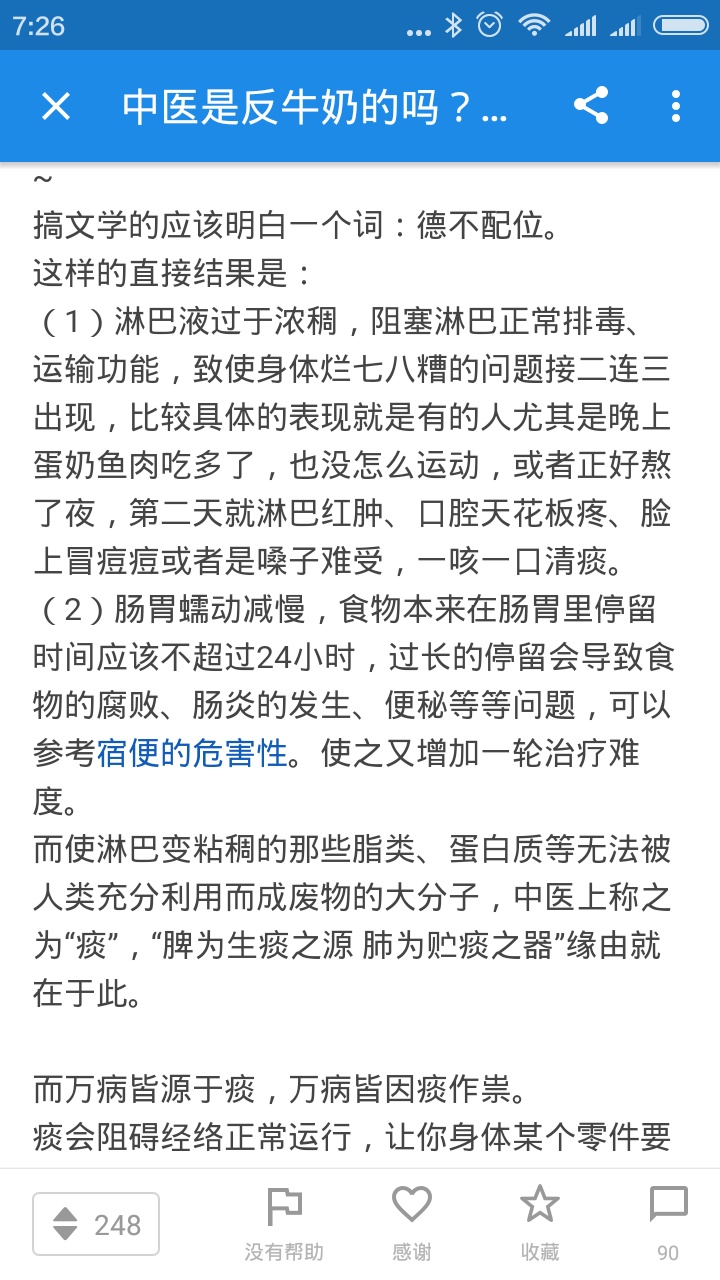 7:26
中医是反牛奶的吗？...
~
搞文学的应该明白一个词：德不配位。
这样的直接结果是：
（1）淋巴液过于浓稠，阻塞淋巴正常排毒、
运输功能，致使身体烂七八糟的问题接二连三
出现，比较具体的表现就是有的人尤其是晚上
蛋奶鱼肉吃多了，也没怎么运动，或者正好熬
了夜，第二天就淋巴红肿、口腔天花板疼、脸
上冒痘痘或者是嗓子难受，一咳一口清痰。
（2）肠胃蠕动减慢，食物本来在肠胃里停留
时间应该不超过24小时，过长的停留会导致食
物的腐败、肠炎的发生、便秘等等问题，可以
参考宿便的危害性。使之又增加一轮治疗难
度。
而使淋巴变粘稠的那些脂类、蛋白质等无法被
人类充分利用而成废物的大分子，中医上称之
为“痰”，“脾为生痰之源 肺为贮痰之器”缘由就
在于此。
而万病皆源于痰，万病皆因痰作祟。
痰会阻碍经络正常运行，让你身体某个零件要
248
没有帮助
感谢
收藏
90